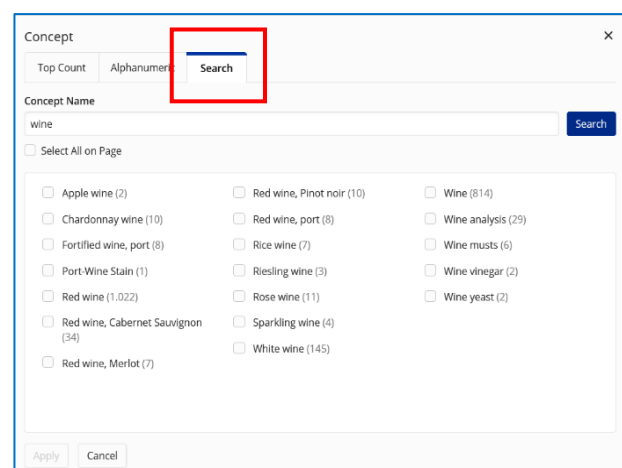 Concept
×
Top Count Alphanumeric Search
Concept Name
wine
Search
Select All on Page
Apple wine (2)
Chardonnay wine (10)
Fortified wine, port (8)
Port-Wine Stain (1)
Red wine (1.022)
Red wine, Cabernet Sauvignon
(34)
Red wine, Merlot (7)
Red wine, Pinot noir (10)
Red wine, port (8)
Rice wine (7)
Riesling wine (3)
Rose wine (11)
Sparkling wine (4)
White wine (145)
Wine (814)
Wine analysis (29)
Wine musts (6)
Wine vinegar (2)
Wine yeast (2)
Apply Cancel